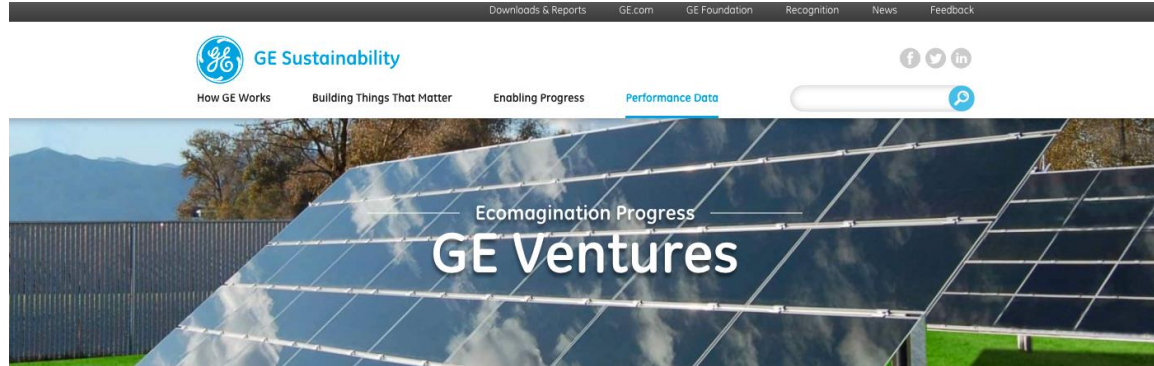 Downloads & Reports GE.com GE Foundation Recognition News Feedback
GE Sustainability
How GE Works Building Things That Matter Enabling Progress Performance Data
Ecomagination Progress
GE Ventures